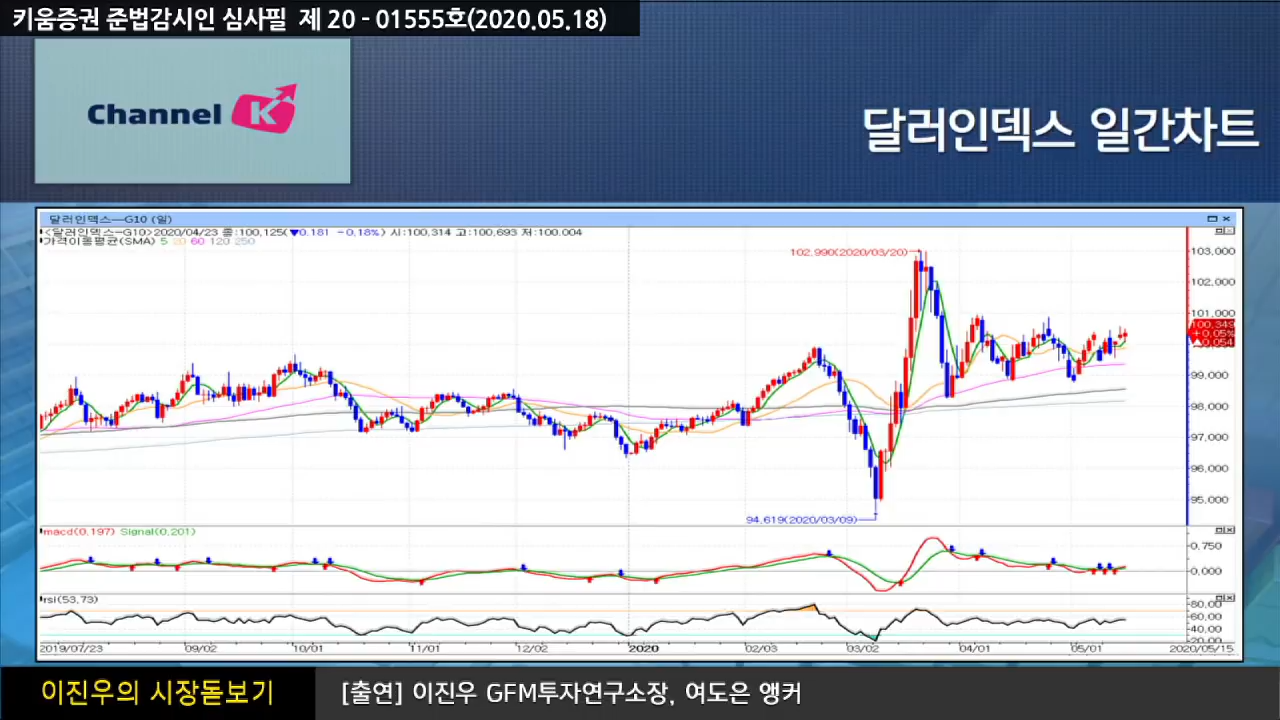 키움증권 준법감시인 심사필 제 20 - 01555호(2020.05.18)
Channel K
달러인덱스 일간차트
달러인덱스-G10 (일)
<달러인덱스-G10>2020/04/23 종:100,125(▼0.181 -0.18%) 시:100,314 고:100,693 저:100.004
가격이동평균(SMA) 5 20 60 120 250
102,990(2020/03/20)
103,000
102,000
101,000
100,349
+0.05%
▲0.054
99,000
98,000
97,000
96,000
95,000
94,619(2020/03/09)
macd(0,197) Signal(0,201)
0.750
0,000
rsi(53,73)
80,00
60,00
40,00
20,00
2019/07/23 09/02 10/01 11/01 12/02 2020 02/03 03/02 04/01 05/01 2020/05/15
이진우의 시장돋보기
[출연] 이진우 GFM투자연구소장, 여도은 앵커